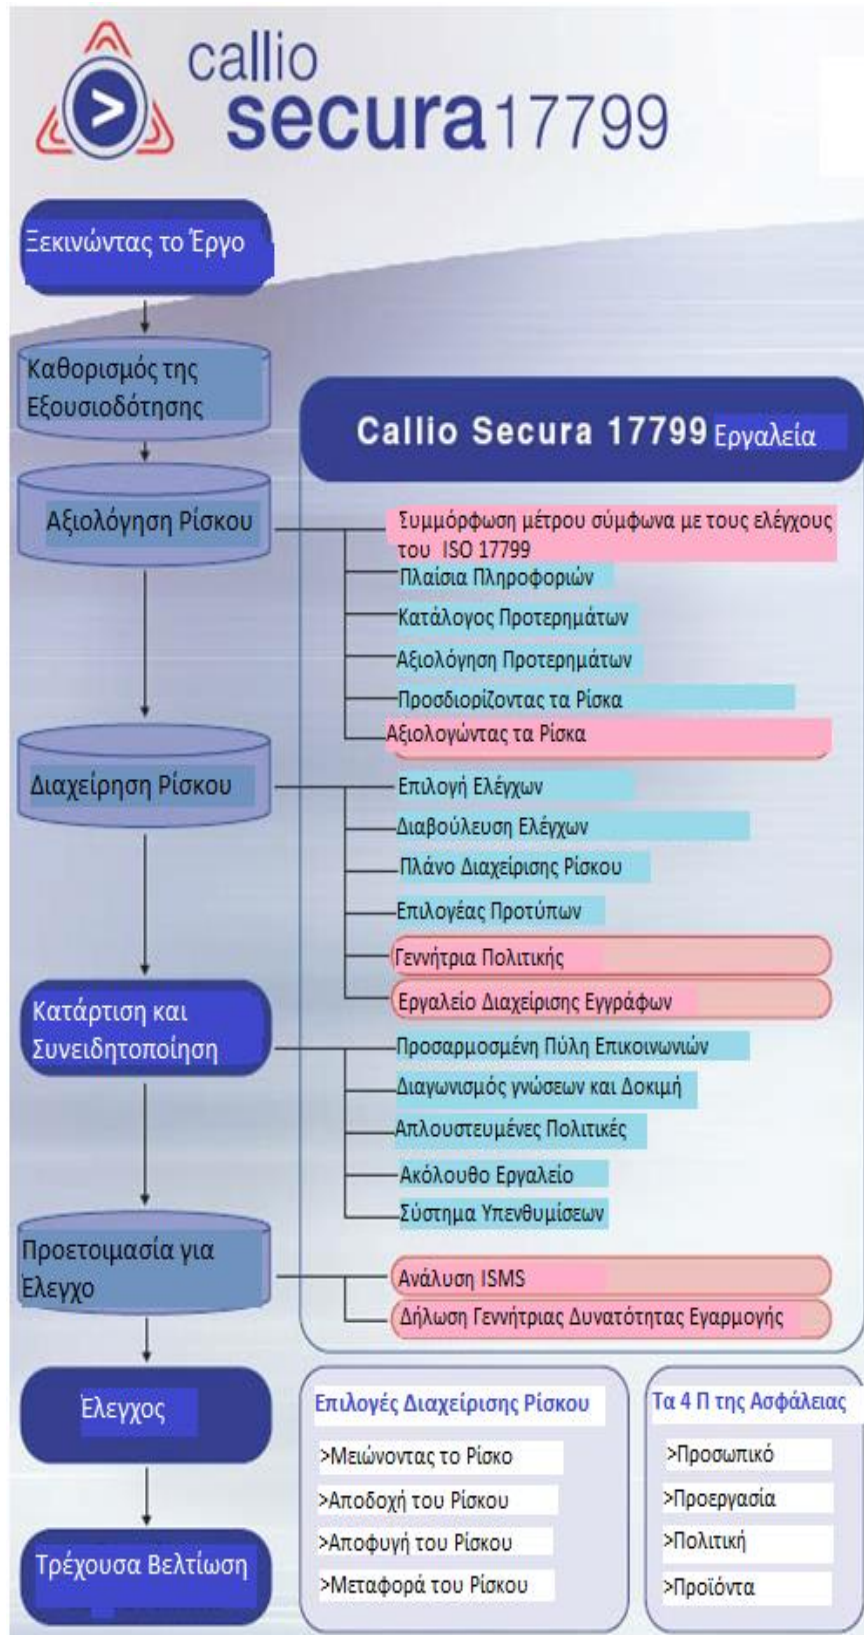 callio
secura17799
Ξεκινώντας το Έργο
Καθορισμός της
Εξουσιοδότησης
Αξιολόγηση Ρίσκου
Διαχείρηση Ρίσκου
Κατάρτιση και
Συνειδητοποίηση
Προετοιμασία για
Έλεγχο
Έλεγχος
Τρέχουσα Βελτίωση
Callio Secura 17799 Εργαλεία
Συμμόρφωση μέτρου σύμφωνα με τους ελέγχους
του ISO 17799
Πλαίσια Πληροφοριών
Κατάλογος Προτερημάτων
Αξιολόγηση Προτερημάτων
Προσδιορίζοντας τα Ρίσκα
Αξιολογώντας τα Ρίσκα
Επιλογή Ελέγχων
Διαβούλευση Ελέγχων
Πλάνο Διαχείρισης Ρίσκου
Επιλογέας Προτύπων
Γεννήτρια Πολιτικής
Εργαλείο Διαχείρισης Εγγράφων
Προσαρμοσμένη Πύλη Επικοινωνιών
Διαγωνισμός γνώσεων και Δοκιμή
Απλουστευμένες Πολιτικές
Ακόλουθο Εργαλείο
Σύστημα Υπενθυμίσεων
Ανάλυση ISMS
Δήλωση Γεννήτριας Δυνατότητας Εγαρμογής
Επιλογές Διαχείρισης Ρίσκου
>Μειώνοντας το Ρίσκο
>Αποδοχή του Ρίσκου
>Αποφυγή του Ρίσκου
>Μεταφορά του Ρίσκου
Τα 4 Π της Ασφάλειας
>Προσωπικό
>Προεργασία
>Πολιτική
>Προϊόντα